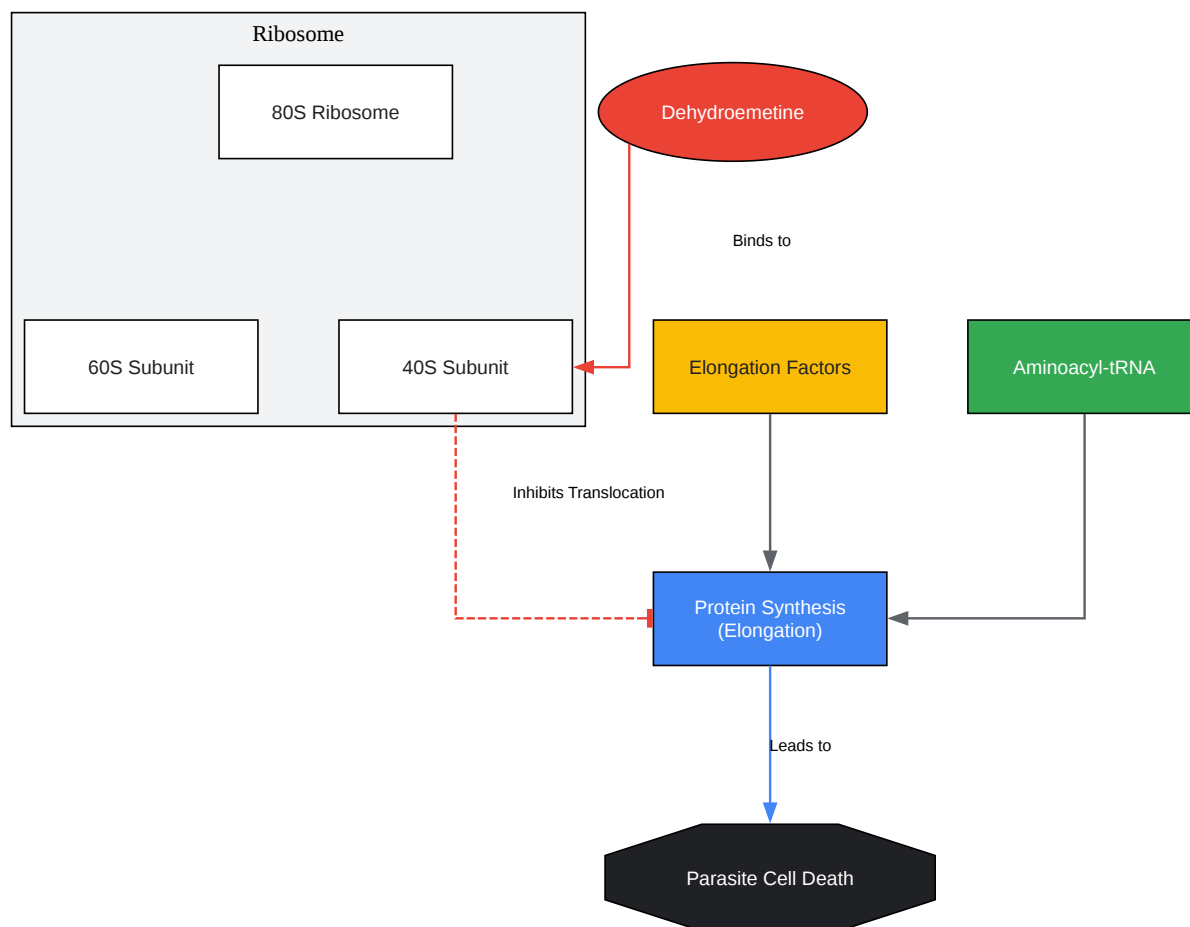 Ribosome
80S Ribosome
Dehydroemetine
Binds to
60S Subunit
40S Subunit
Elongation Factors
Aminoacyl-tRNA
Inhibits Translocation
Protein Synthesis
(Elongation)
Leads to
Parasite Cell Death